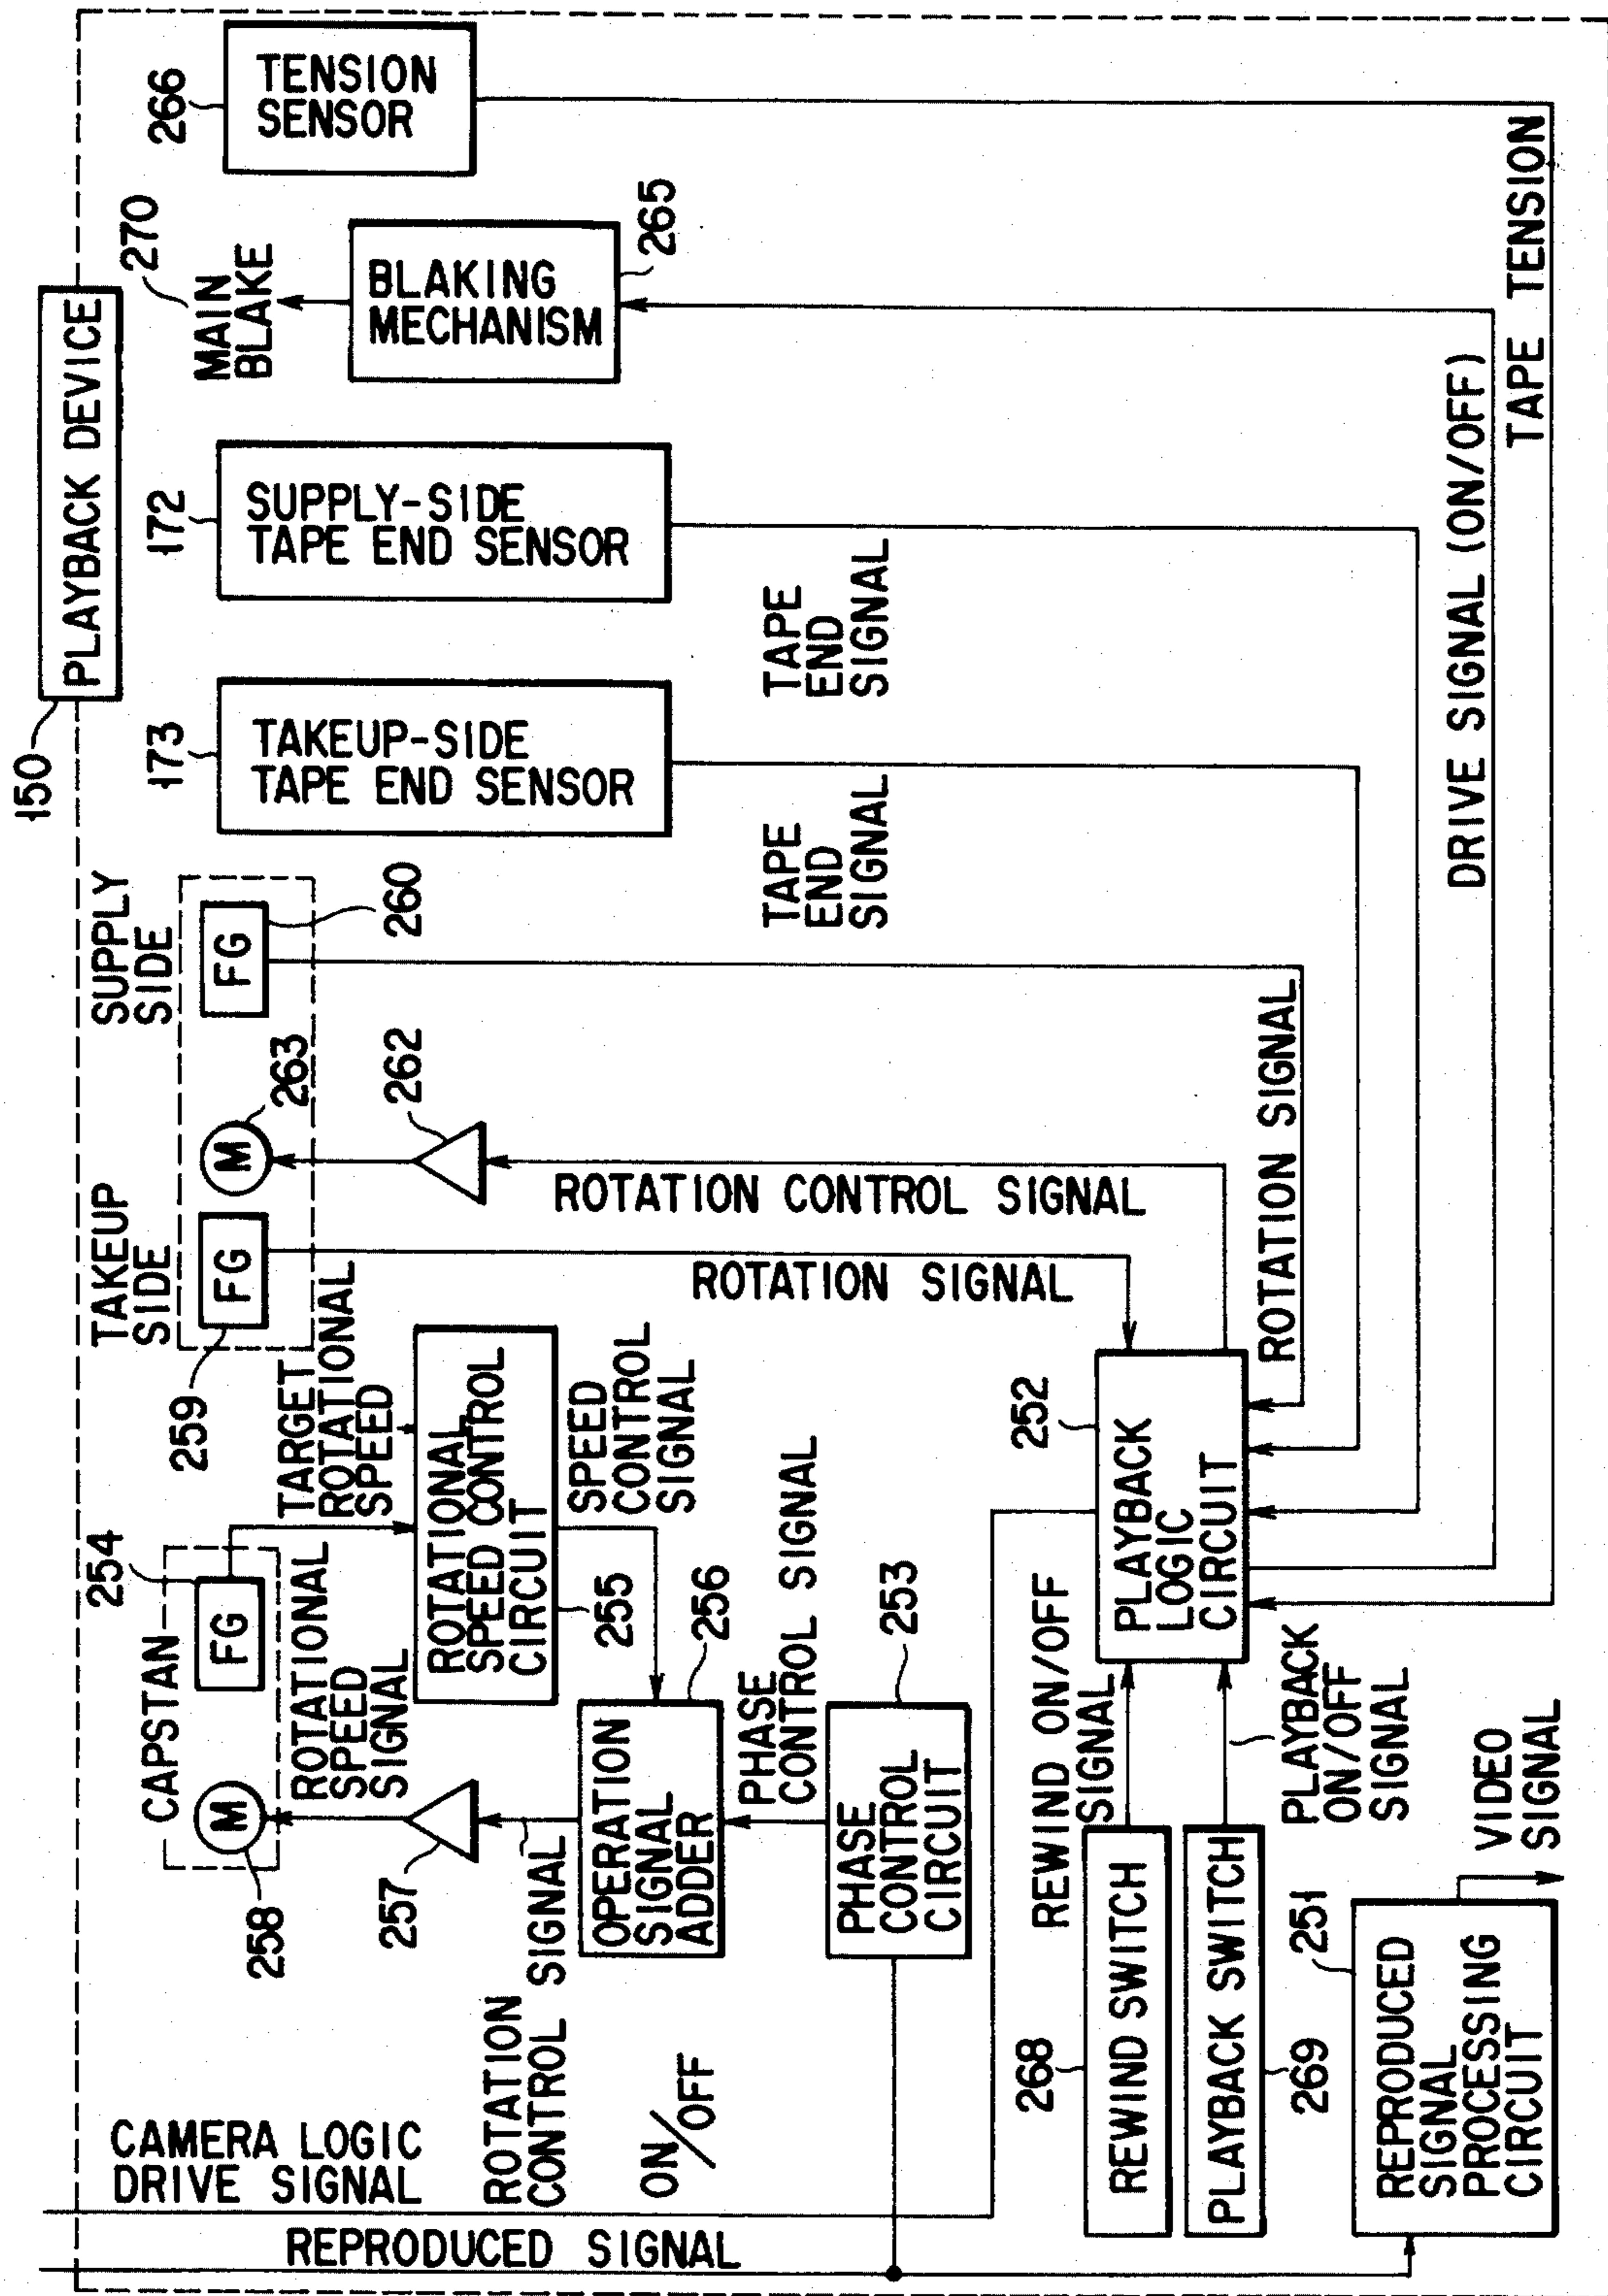 150
PLAYBACK DEVICE
CAMERA LOGIC
DRIVE SIGNAL
REPRODUCED SIGNAL
CAPSTAN
254
FG
M
258
ROTATIONAL
SPEED
SIGNAL
257
ROTATION
CONTROL SIGNAL
ON/OFF
TARGET
ROTATIONAL
SPEED
ROTATIONAL
SPEED CONTROL
CIRCUIT
255
SPEED
CONTROL
SIGNAL
OPERATION
SIGNAL
ADDER
256
PHASE
CONTROL SIGNAL
PHASE
CONTROL
CIRCUIT
253
TAKEUP
SIDE
SUPPLY
SIDE
259
FG
M
263
FG
260
262
ROTATION CONTROL SIGNAL
ROTATION SIGNAL
ROTATION SIGNAL
173
TAKEUP-SIDE
TAPE END SENSOR
TAPE
END
SIGNAL
172
SUPPLY-SIDE
TAPE END SENSOR
TAPE
END
SIGNAL
270
MAIN
BLAKE
BLAKING
MECHANISM
265
266
TENSION
SENSOR
252
PLAYBACK
LOGIC
CIRCUIT
DRIVE SIGNAL (ON/OFF)
TAPE TENSION
REWIND ON/OFF
SIGNAL
268
REWIND SWITCH
PLAYBACK SWITCH
269
PLAYBACK
ON/OFF
SIGNAL
251
REPRODUCED
SIGNAL
PROCESSING
CIRCUIT
VIDEO
SIGNAL